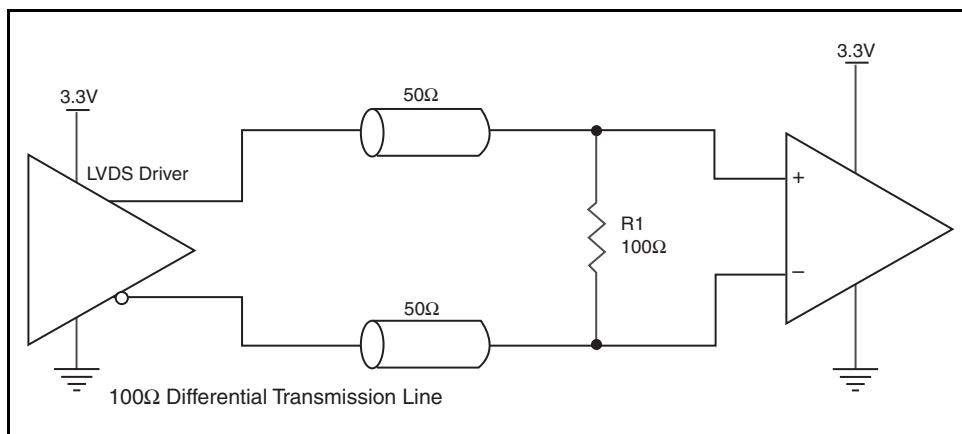 3.3V
3.3V
50Ω
LVDS Driver
+
R1
100Ω
−
50Ω
100Ω Differential Transmission Line